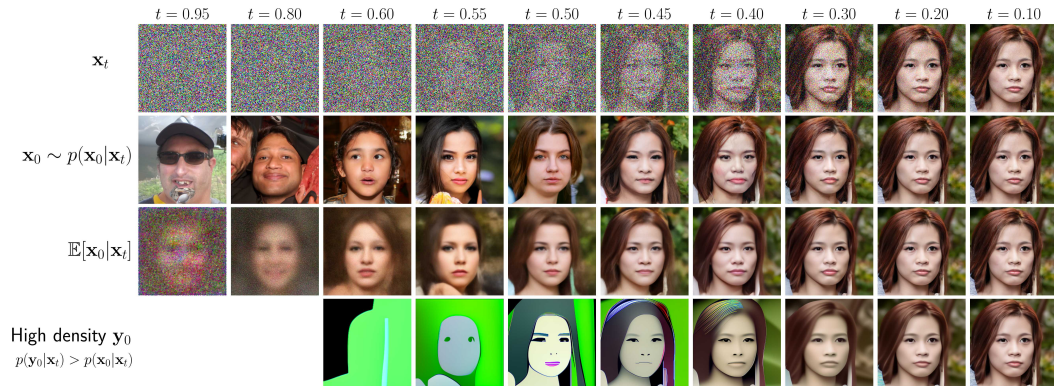 t = 0.95 t = 0.80 t = 0.60 t = 0.55 t = 0.50 t = 0.45 t = 0.40 t = 0.30 t = 0.20 t = 0.10
x_t
x_0 ∼ p(x_0|x_t)
𝔼[x_0|x_t]
High density y_0
p(y_0|x_t) > p(x_0|x_t)